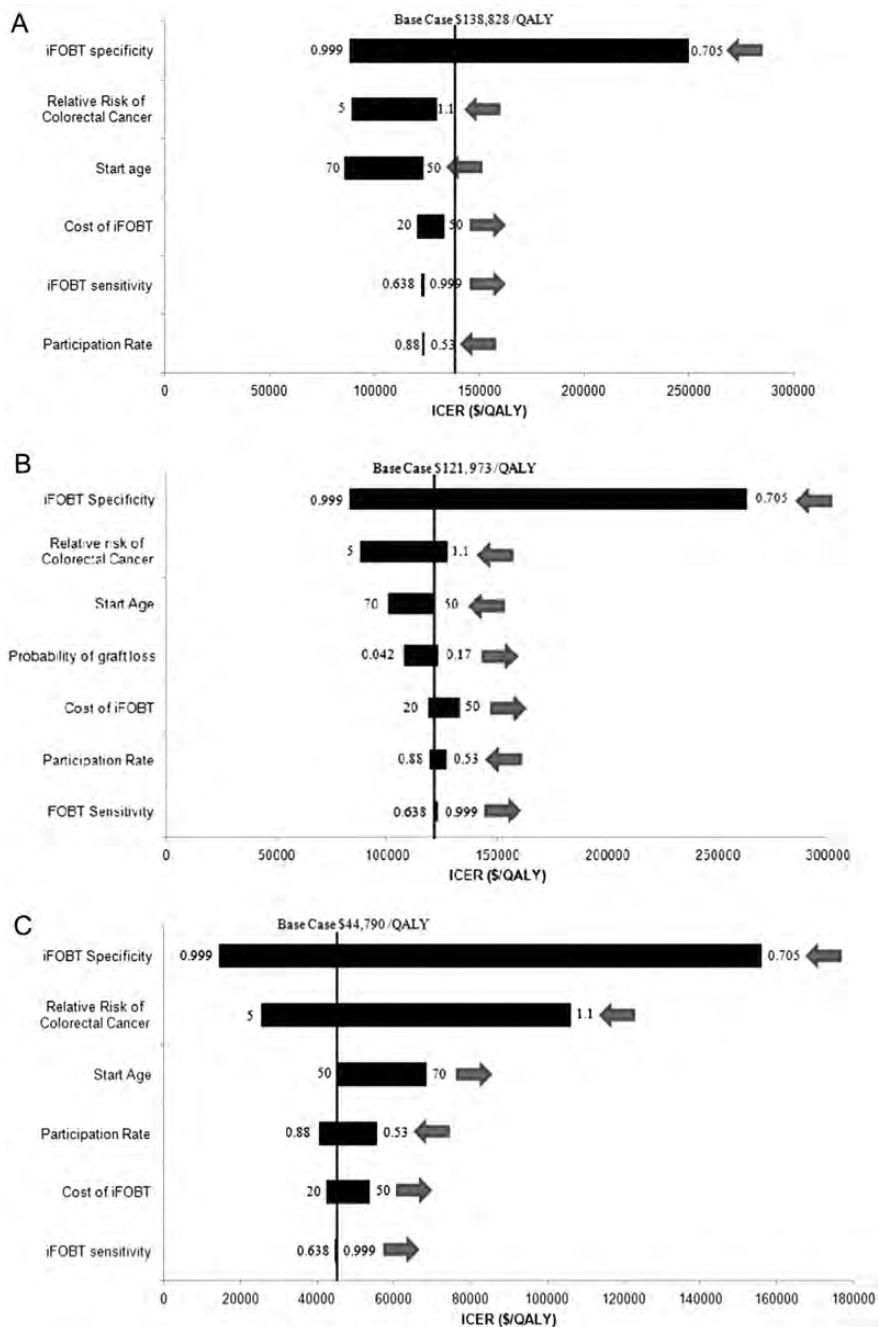 A
Base Case $138,828 /QALY
iFOBT specificity
0.999
0.705
Relative Risk of
Colorectal Cancer
5
1.1
Start age
70
50
Cost of iFOBT
20
50
iFOBT sensitivity
0.638
0.999
Participation Rate
0.88
0.53
0 50000 100000 150000 200000 250000 300000
ICER ($/QALY)
B
Base Case $121,973 /QALY
iFOBT Specificity
0.999
0.705
Relative risk of
Colorectal Cancer
5
1.1
Start Age
70
50
Probability of graft loss
0.042
0.17
Cost of iFOBT
20
50
Participation Rate
0.88
0.53
FOBT Sensitivity
0.638
0.999
0 50000 100000 150000 200000 250000 300000
ICER ($/QALY)
C
Base Case $44,790 /QALY
iFOBT Specificity
0.999
0.705
Relative Risk of
Colorectal Cancer
5
1.1
Start Age
50
70
Participation Rate
0.88
0.53
Cost of iFOBT
20
50
iFOBT sensitivity
0.638
0.999
0 20000 40000 60000 80000 100000 120000 140000 160000 180000
ICER ($/QALY)